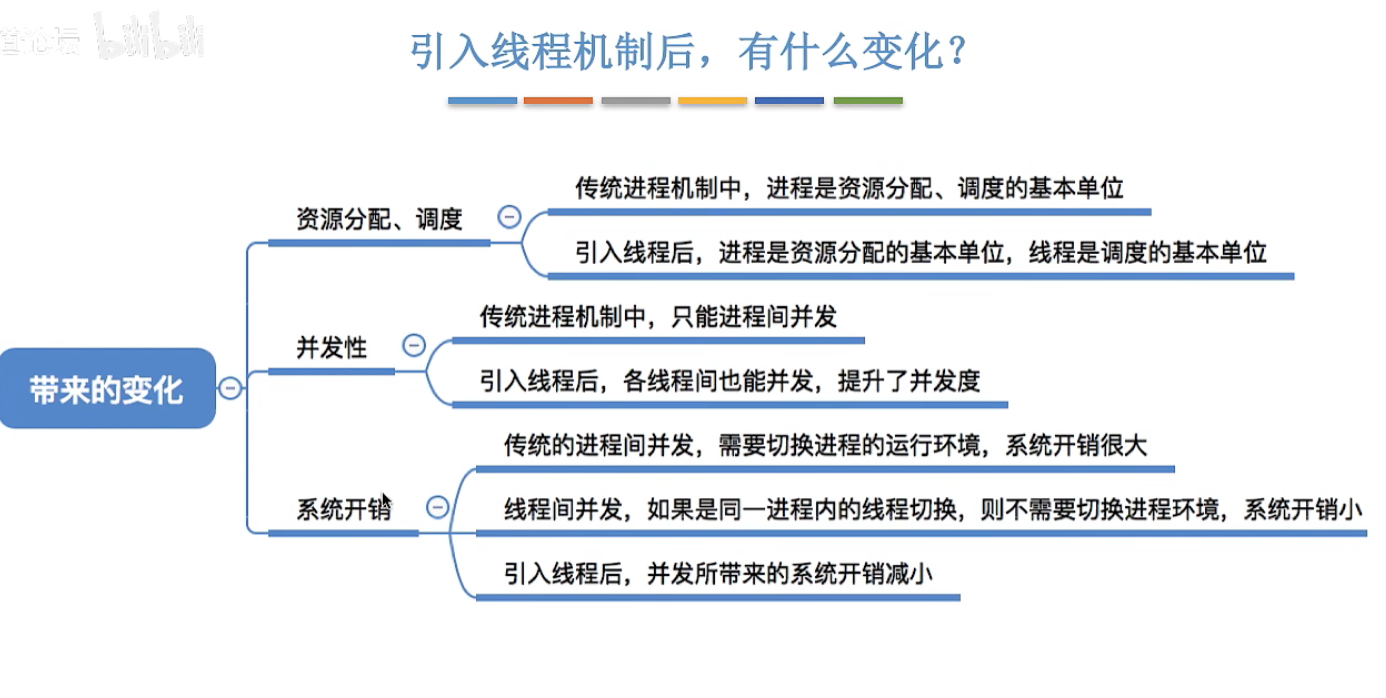 bilibili
引入线程机制后，有什么变化？
传统进程机制中，进程是资源分配、调度的基本单位
资源分配、调度
引入线程后，进程是资源分配的基本单位，线程是调度的基本单位
传统进程机制中，只能进程间并发
并发性
引入线程后，各线程间也能并发，提升了并发度
带来的变化
传统的进程间并发，需要切换进程的运行环境，系统开销很大
系统开销
线程间并发，如果是同一进程内的线程切换，则不需要切换进程环境，系统开销小
引入线程后，并发所带来的系统开销减小